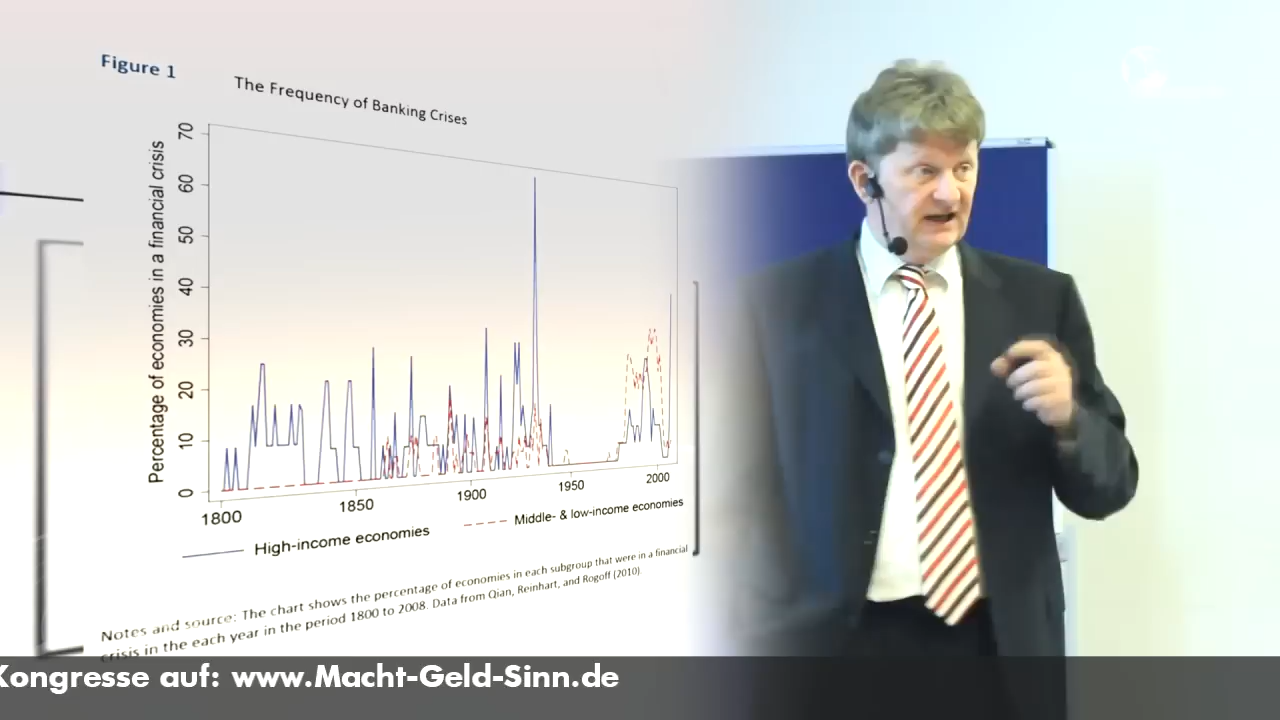 Figure 1
The Frequency of Banking Crises
Percentage of economies in a financial crisis
70
60
50
40
30
20
10
0
1800 1850 1900 1950 2000
High-income economies Middle- & low-income economies
Notes and source: The chart shows the percentage of economies in each subgroup that were in a financial
crisis in the each year in the period 1800 to 2008. Data from Qian, Reinhart, and Rogoff (2010).
Kongresse auf: www.Macht-Geld-Sinn.de